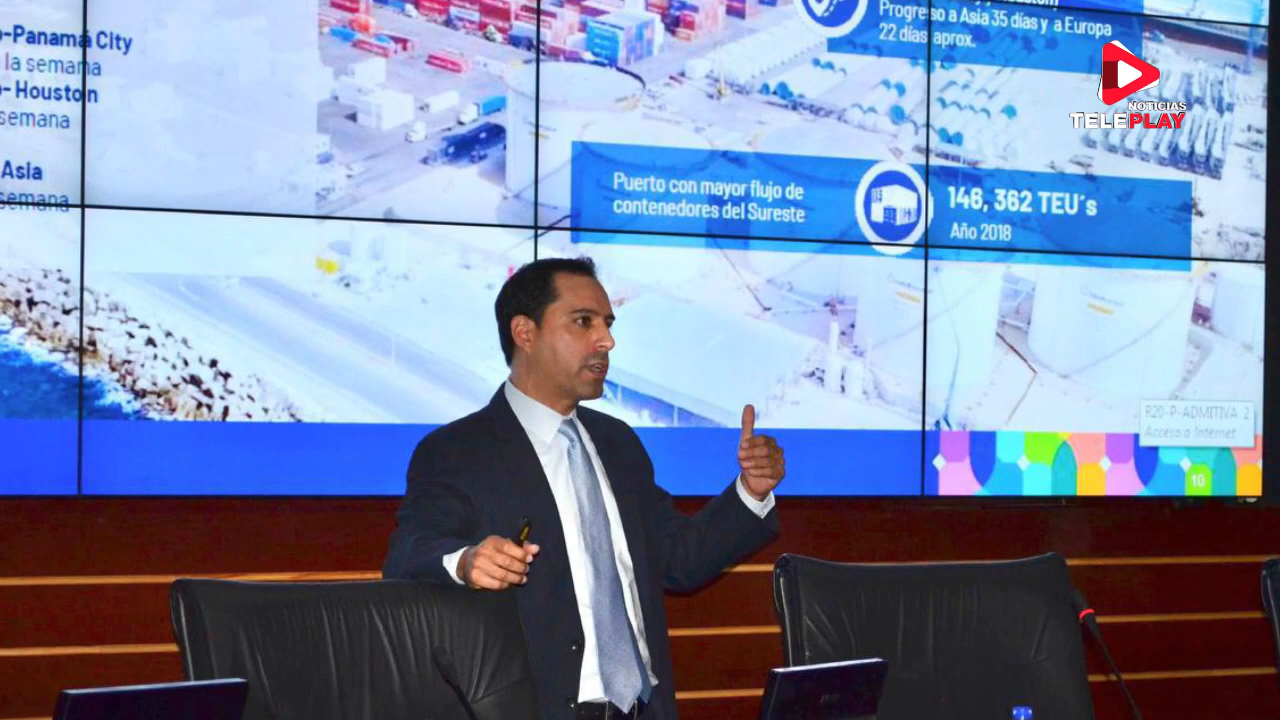 -Panamá City
la semana
- Houston
semana
Asia
semana
Progreso a Asia 35 días y a Europa
22 días aprox.
NOTICIAS
TELEPLAY
Puerto con mayor flujo de
contenedores del Sureste
146, 362 TEU´s
Año 2018
R20-P-ADMITIVA 2
Acceso a Internet
10